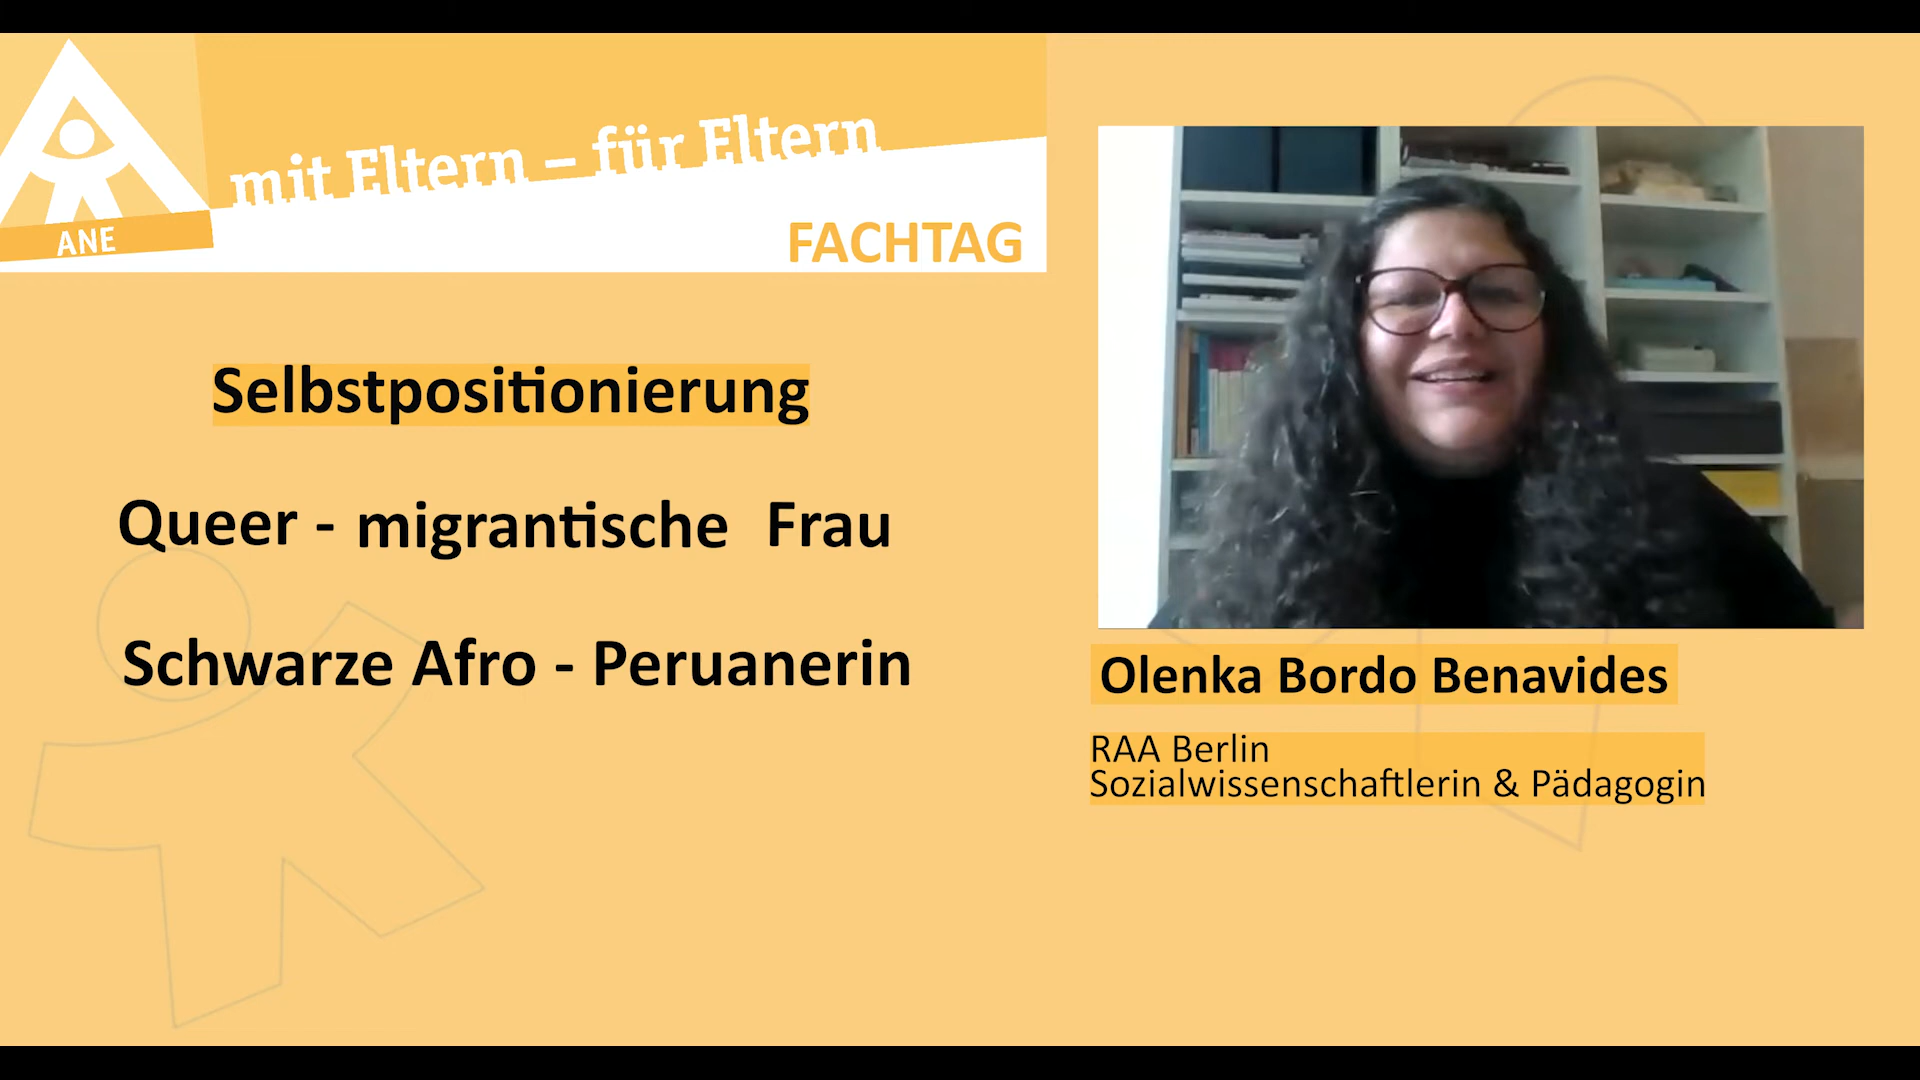 mit Eltern – für Eltern
ANE
FACHTAG
Selbstpositionierung
Queer - migrantische Frau
Schwarze Afro - Peruanerin
Olenka Bordo Benavides
RAA Berlin
Sozialwissenschaftlerin & Pädagogin